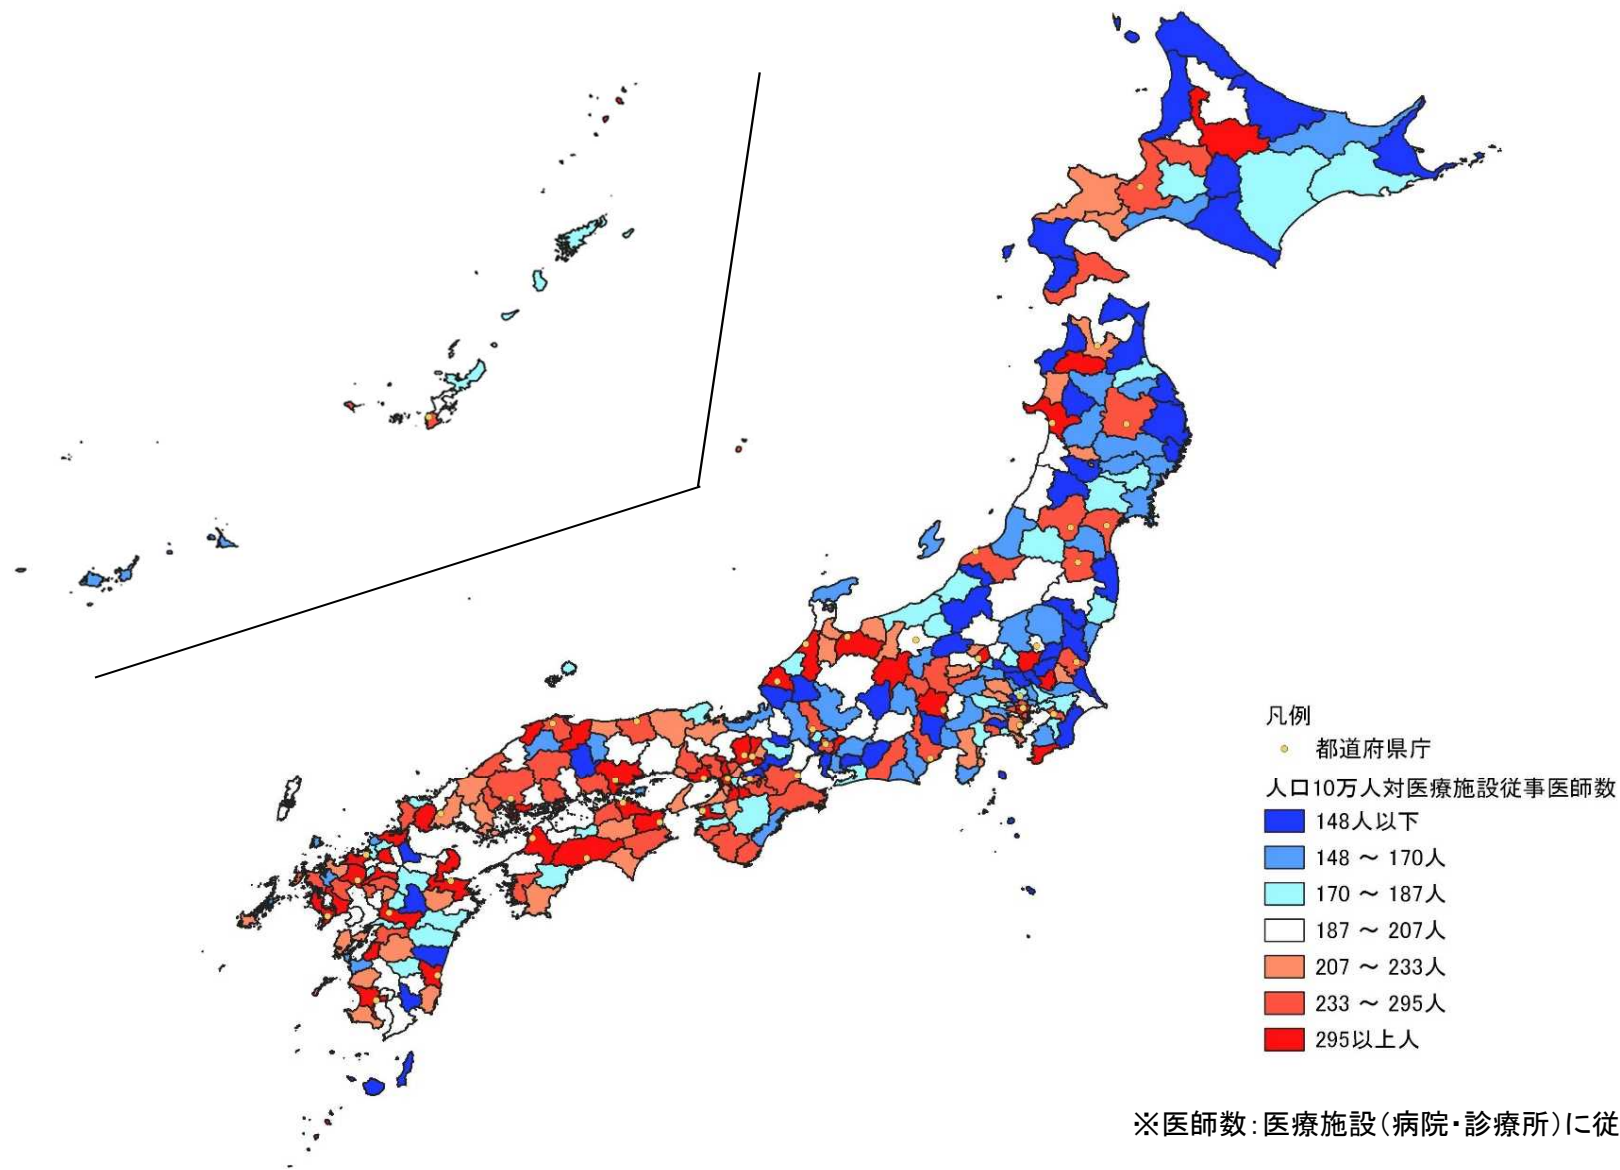 凡例
都道府県庁
人口10万人対医療施設従事医師数
148人以下
148 ～ 170人
170 ～ 187人
187 ～ 207人
207 ～ 233人
233 ～ 295人
295以上人
※医師数：医療施設（病院・診療所）に従